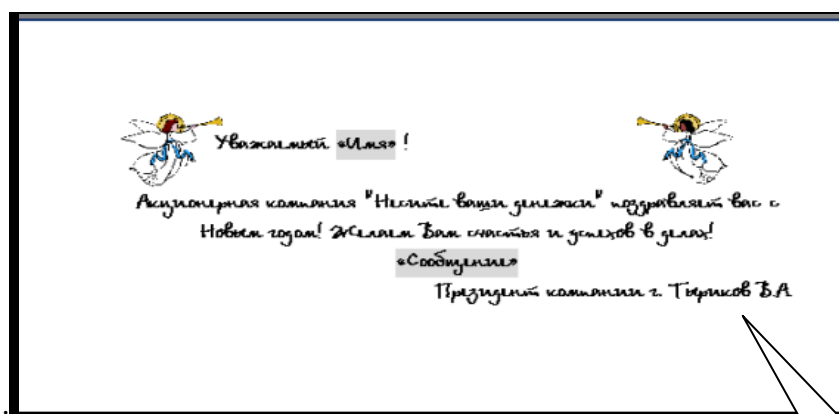 Уважаемый «Имя» !
Акционерная компания "Несите ваши денежки" поздравляет вас с
Новым годом! Желаем Вам счастья и успехов в делах!
«Сообщение»
Президент компании г. Тыриков В.А